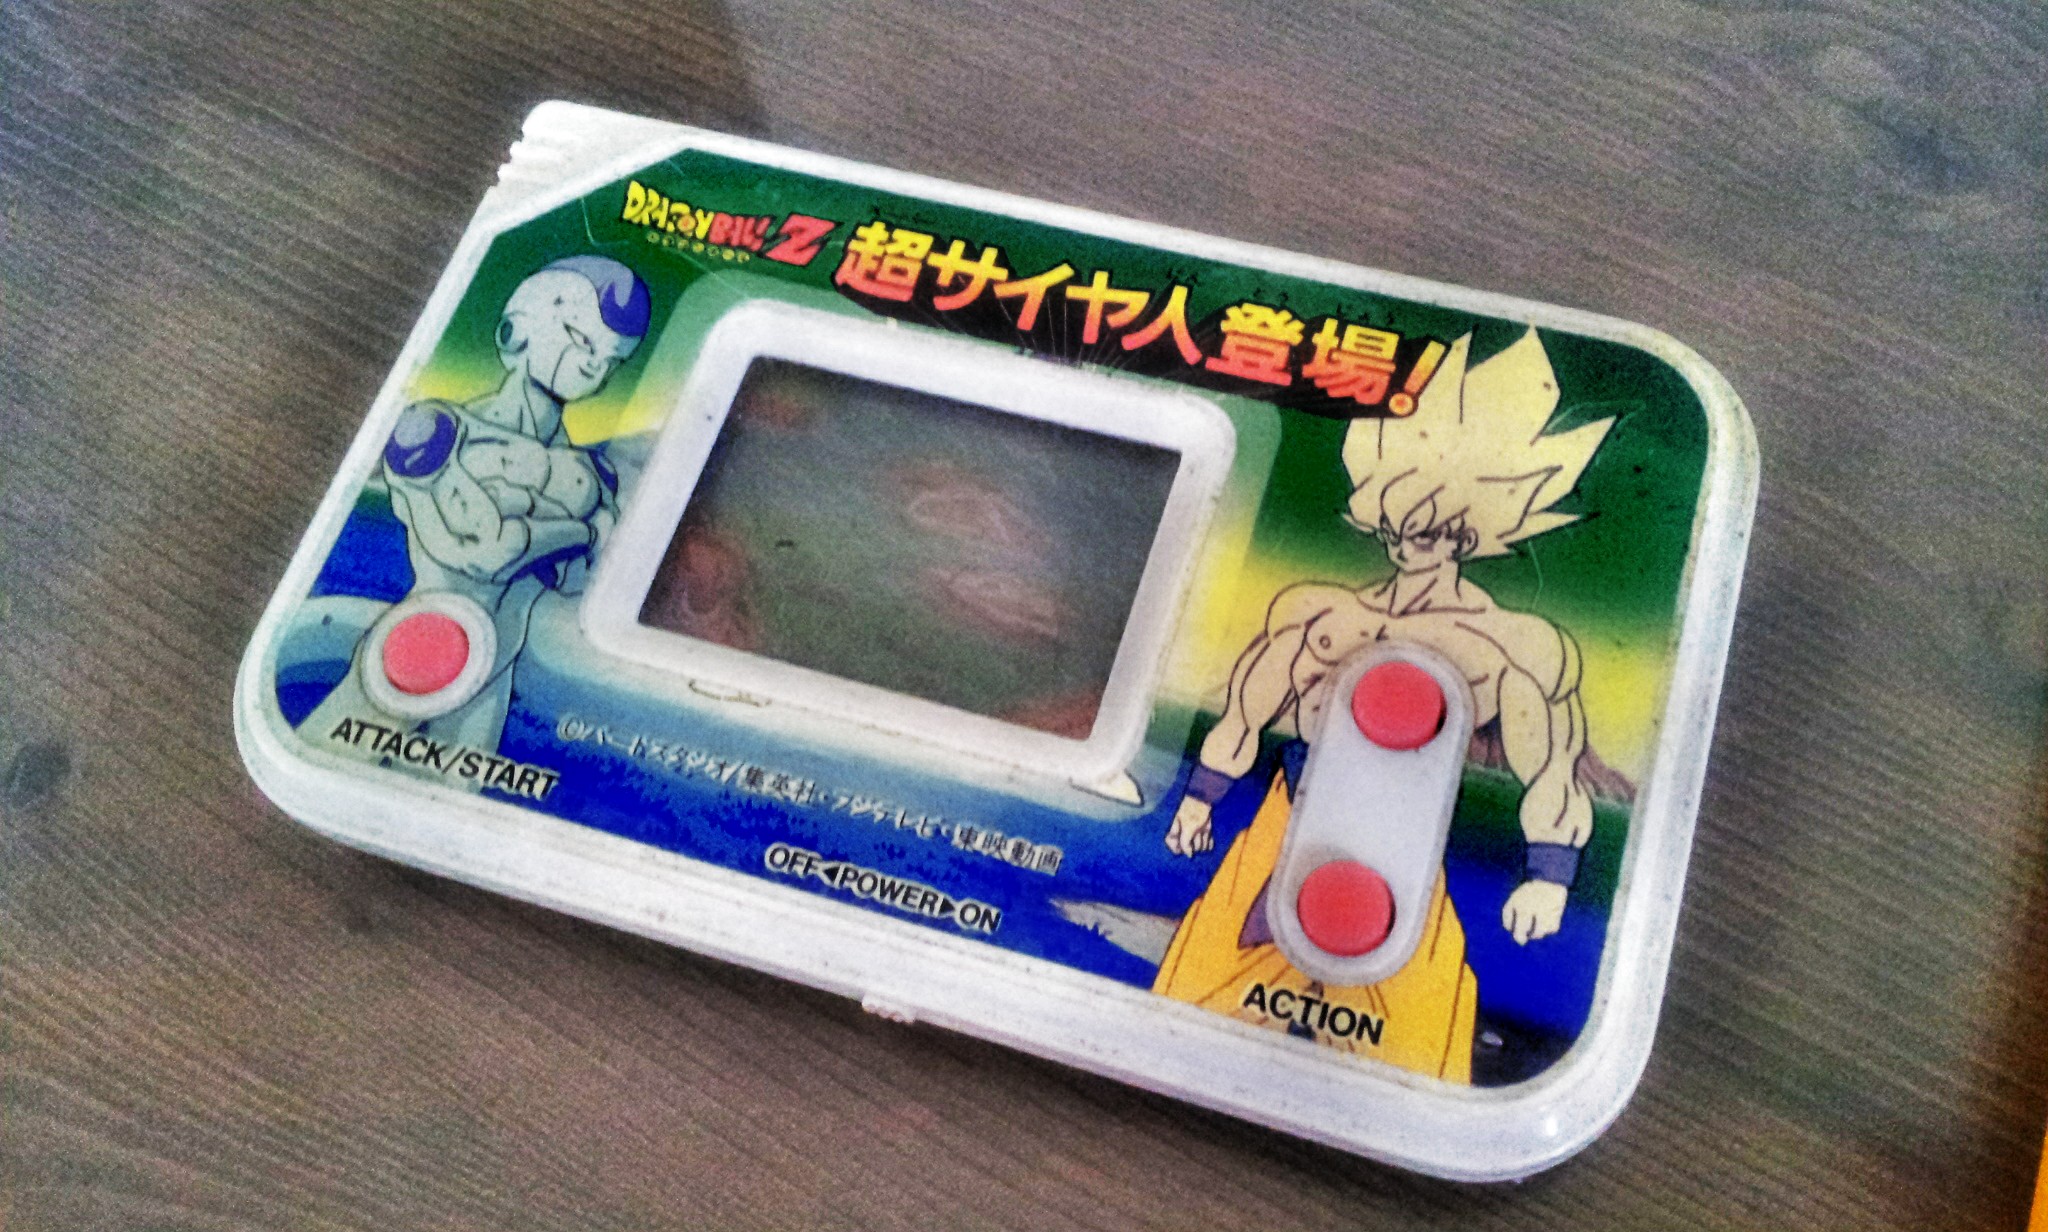 DRAGON BALL Z
超サイヤ人登場!
ATTACK/START
©バードスタジオ/集英社・フジテレビ・東映動画
OFF◀POWER▶ON
ACTION